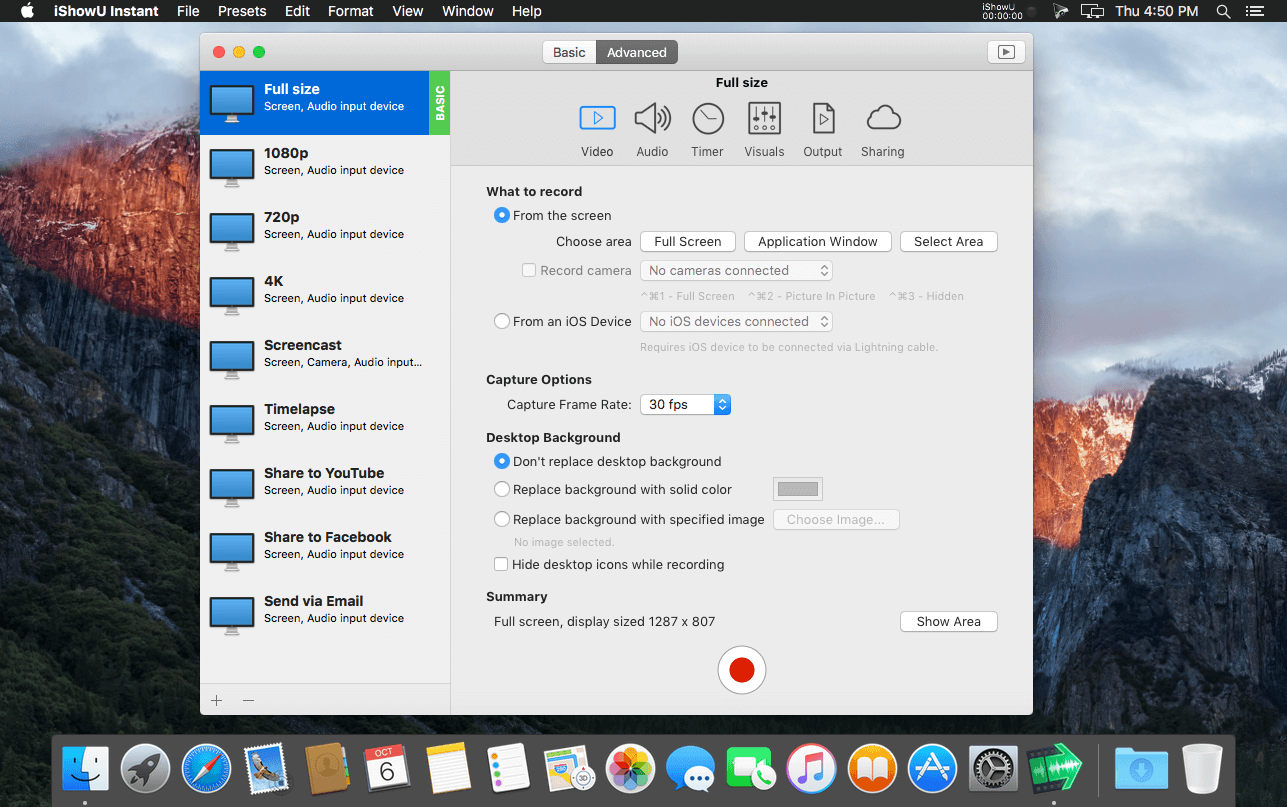 iShowU Instant File Presets Edit Format View Window Help iShowU 00:00:00 Thu 4:50 PM
Basic Advanced
Full size
Screen, Audio input device
BASIC
1080p
Screen, Audio input device
720p
Screen, Audio input device
4K
Screen, Audio input device
Screencast
Screen, Camera, Audio input...
Timelapse
Screen, Audio input device
Share to YouTube
Screen, Audio input device
Share to Facebook
Screen, Audio input device
Send via Email
Screen, Audio input device
Full size
Video Audio Timer Visuals Output Sharing
What to record
From the screen
Choose area Full Screen Application Window Select Area
Record camera No cameras connected
^⌘1 - Full Screen ^⌘2 - Picture In Picture ^⌘3 - Hidden
From an iOS Device No iOS devices connected
Requires iOS device to be connected via Lightning cable.
Capture Options
Capture Frame Rate: 30 fps
Desktop Background
Don't replace desktop background
Replace background with solid color
Replace background with specified image Choose Image...
No image selected.
Hide desktop icons while recording
Summary
Full screen, display sized 1287 x 807 Show Area
OCT
6
3D